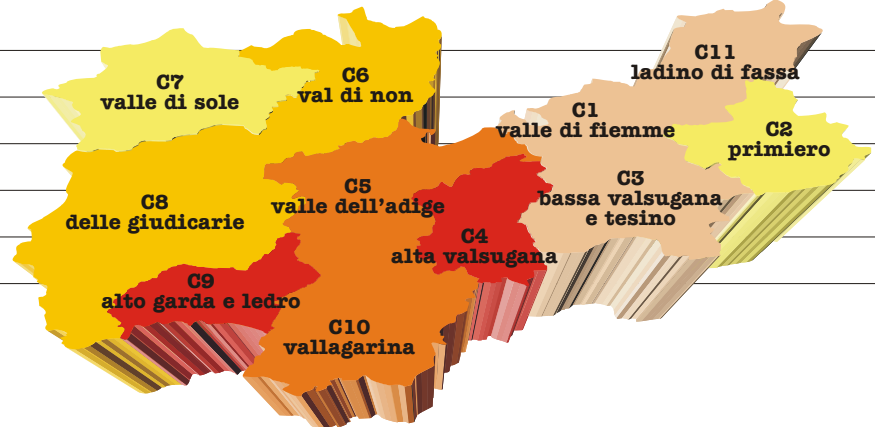 C11
ladino di fassa
C7
valle di sole
C6
val di non
C1
valle di fiemme
C2
primiero
C5
valle dell'adige
C3
bassa valsugana
e tesino
C8
delle giudicarie
C4
alta valsugana
C9
alto garda e ledro
C10
vallagarina